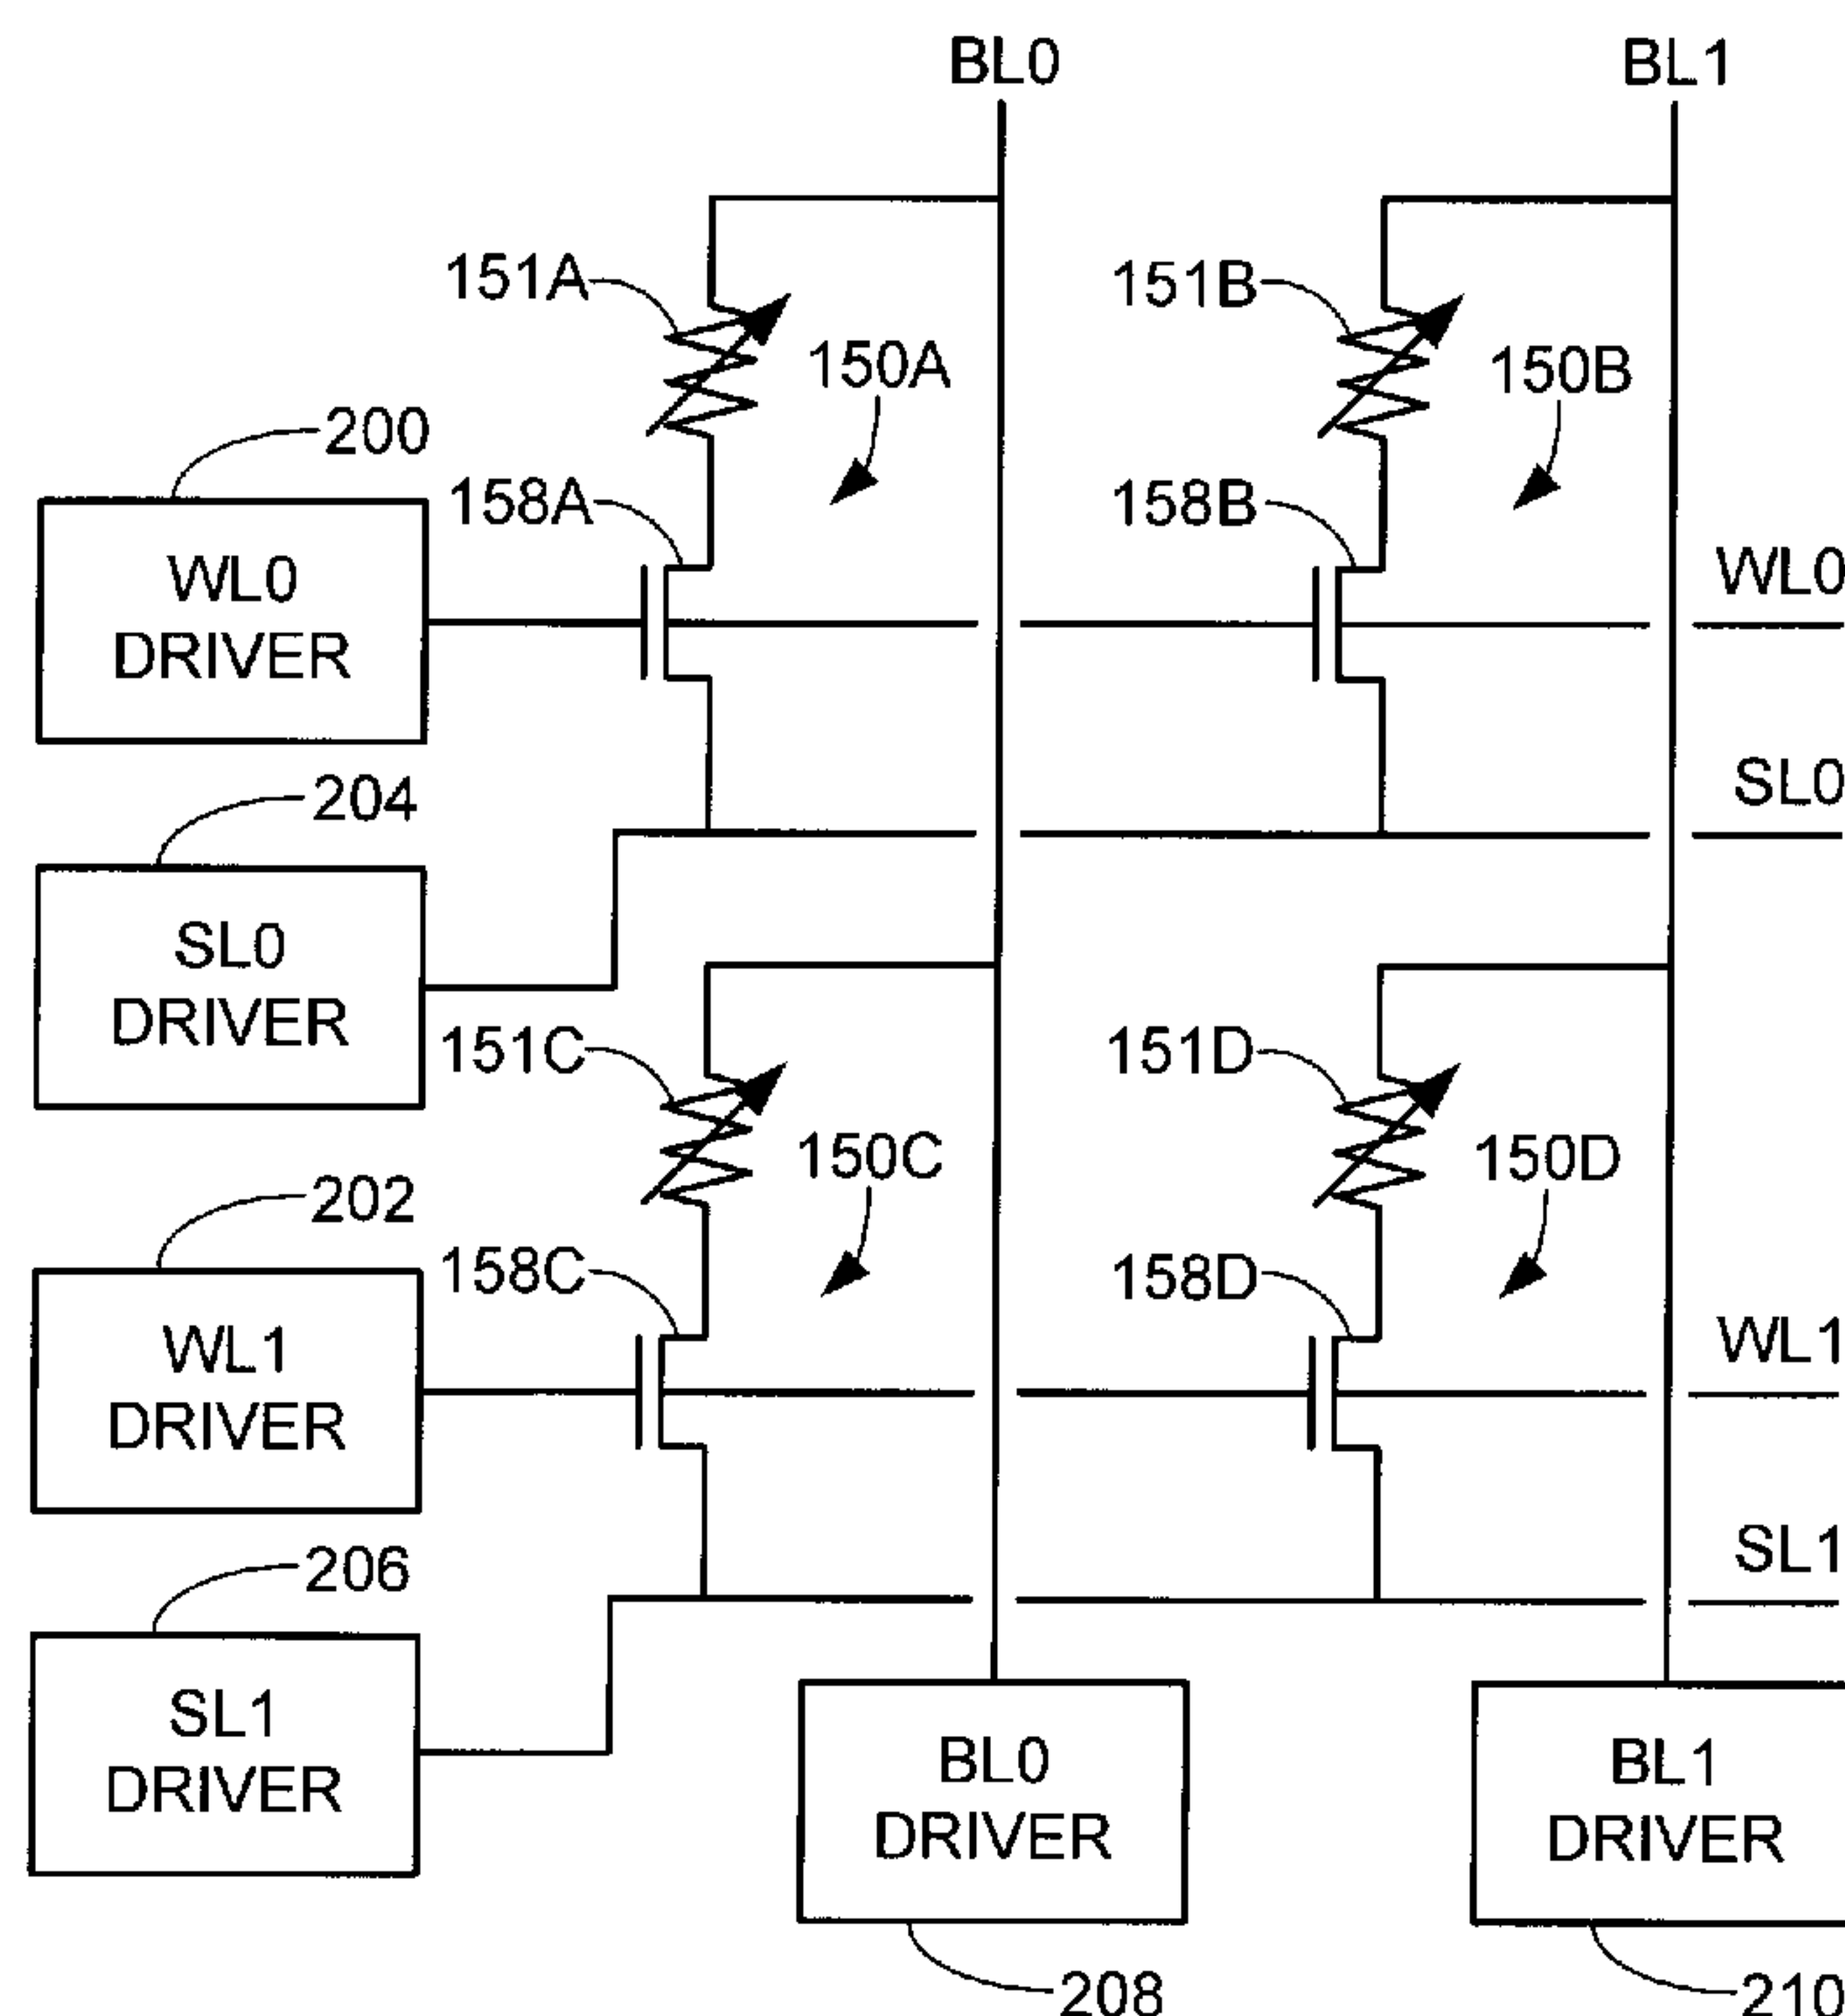 BL0
BL1
151A
151B
150A
150B
200
158A
158B
WL0
DRIVER
WL0
SL0
204
SL0
DRIVER
151C
151D
150C
150D
202
158C
158D
WL1
DRIVER
WL1
SL1
206
SL1
DRIVER
BL0
DRIVER
BL1
DRIVER
208
210